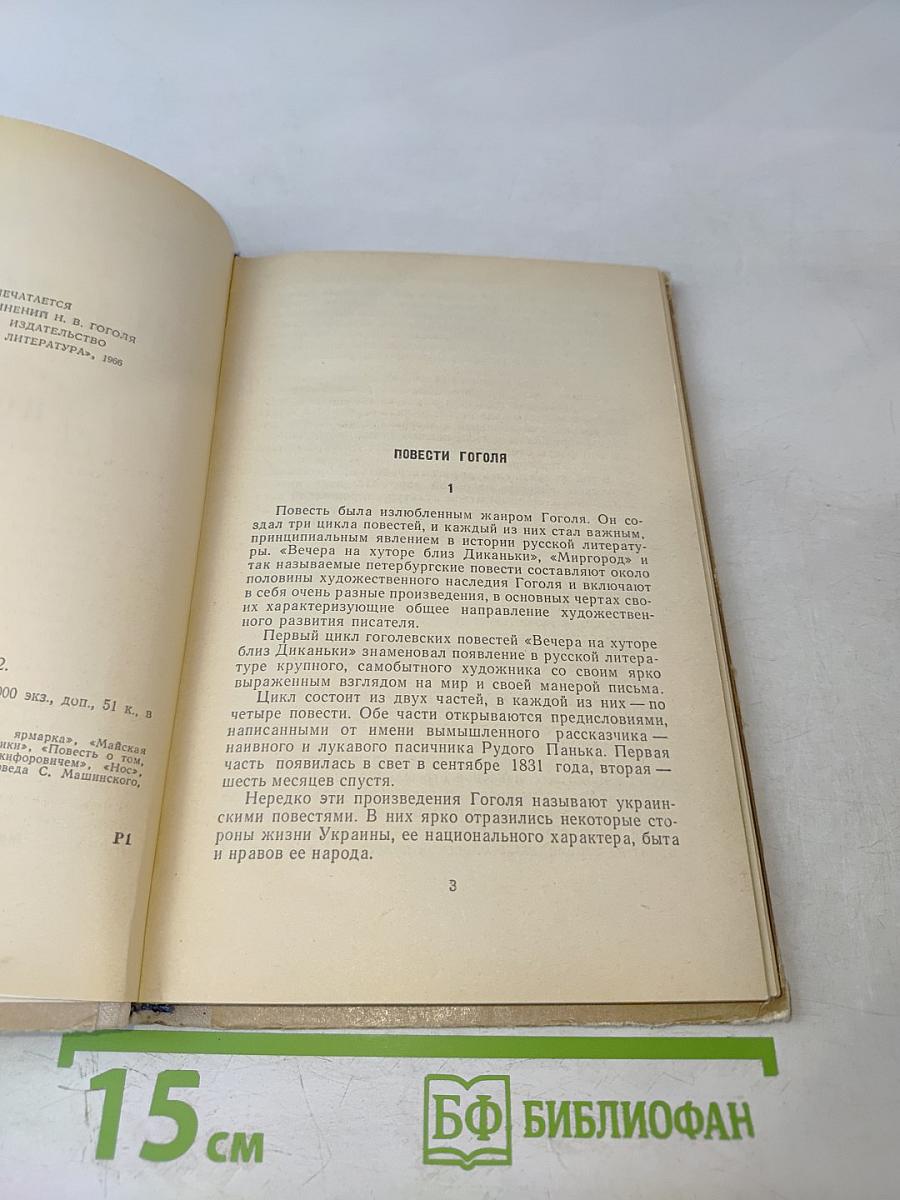 ПЕЧАТАЕТСЯ
Н. В. ГОГОЛЯ
ИЗДАТЕЛЬСТВО
ЛИТЕРАТУРА», 1966
2.
000 экз., доп., 51 к., в
ярмарка», «Майская
«Повесть о том,
«Нос»,
С. Машинского,
Р1
ПОВЕСТИ ГОГОЛЯ
1
Повесть была излюбленным жанром Гоголя. Он со-
здал три цикла повестей, и каждый из них стал важным,
принципиальным явлением в истории русской литерату-
ры. «Вечера на хуторе близ Диканьки», «Миргород» и
так называемые петербургские повести составляют около
половины художественного наследия Гоголя и включают
в себя очень разные произведения, в основных чертах сво-
их характеризующие общее направление художествен-
ного развития писателя.
Первый цикл гоголевских повестей «Вечера на хуторе
близ Диканьки» знаменовал появление в русской литера-
туре крупного, самобытного художника со своим ярко
выраженным взглядом на мир и своей манерой письма.
Цикл состоит из двух частей, в каждой из них — по
четыре повести. Обе части открываются предисловиями,
написанными от имени вымышленного рассказчика —
наивного и лукавого пасичника Рудого Панька. Первая
часть появилась в свет в сентябре 1831 года, вторая —
шесть месяцев спустя.
Нередко эти произведения Гоголя называют украин-
скими повестями. В них ярко отразились некоторые сто-
роны жизни Украины, ее национального характера, быта
и нравов ее народа.
3
15 см
БФ БИБЛИОФАН